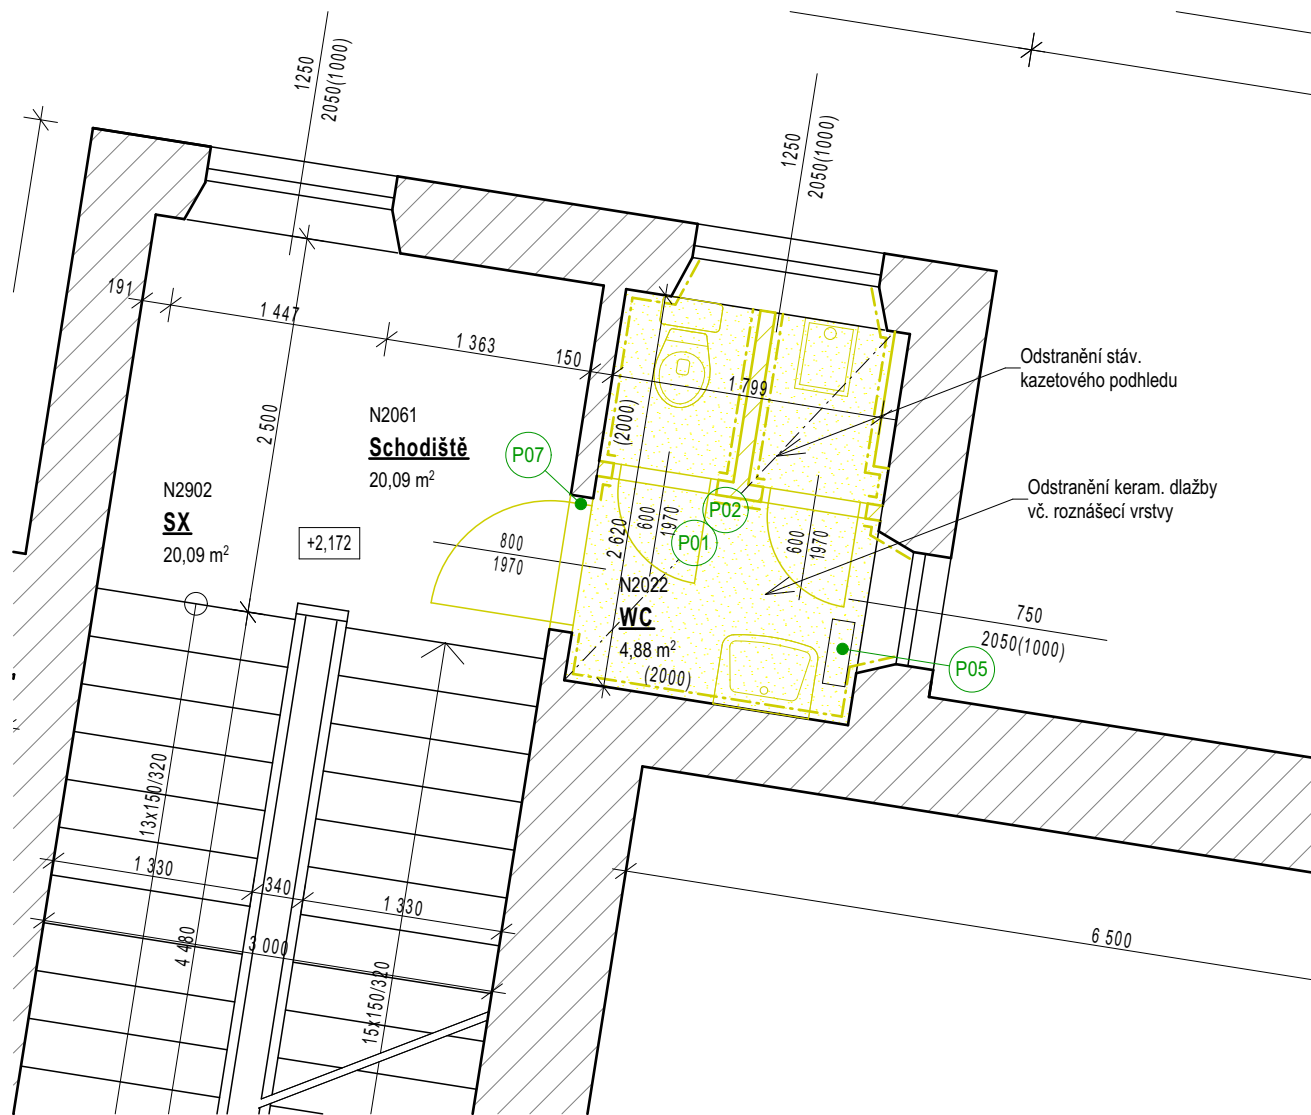 1250
2050(1000)
1250
2050(1000)
191
1 447
1 363
150
1 799
2 500
(2000)
Odstranění stáv.
kazetového podhledu
N2061
Schodiště
20,09 m²
P07
N2902
SX
20,09 m²
+2,172
800
1970
2 620
600
1970
P02
P01
600
1970
Odstranění keram. dlažby
vč. roznášecí vrstvy
N2022
WC
4,88 m²
(2000)
750
2050(1000)
P05
13x150/320
1 330
340
1 330
3 000
4 480
15x150/320
6 500